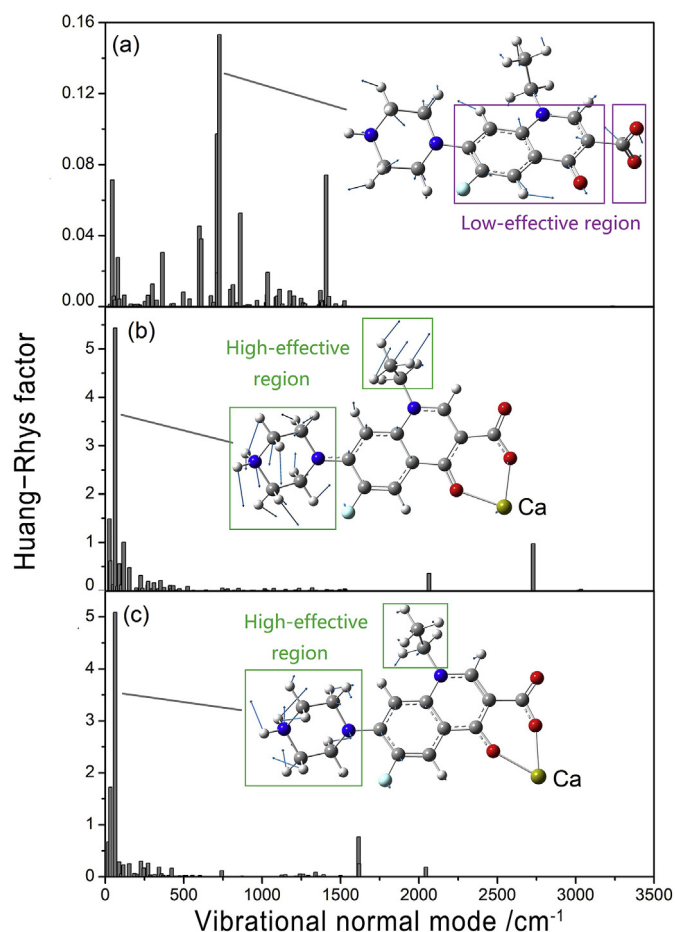 0.16
(a)
0.12
0.08
0.04
0.00
Low-effective region
Huang−Rhys factor
(b)
High-effective
region
5
4
3
2
1
0
Ca
(c)
High-effective
region
5
4
3
2
1
0
Ca
0 500 1000 1500 2000 2500 3000 3500
Vibrational normal mode /cm-1